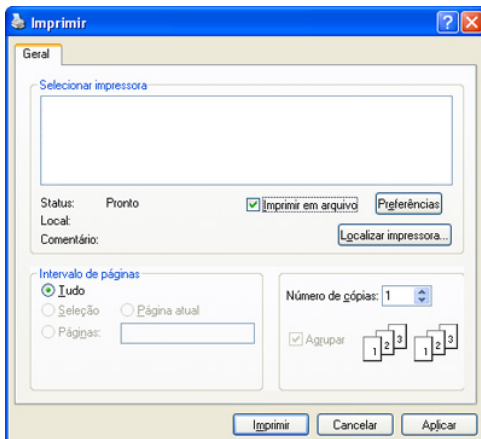 Imprimir
Geral
Selecionar impressora
Status: Pronto
Imprimir em arquivo
Preferências
Local:
Comentário:
Localizar impressora...
Intervalo de páginas
Tudo
Seleção
Página atual
Páginas:
Número de cópias: 1
Agrupar
1 2 3 1 2 3
Imprimir
Cancelar
Aplicar